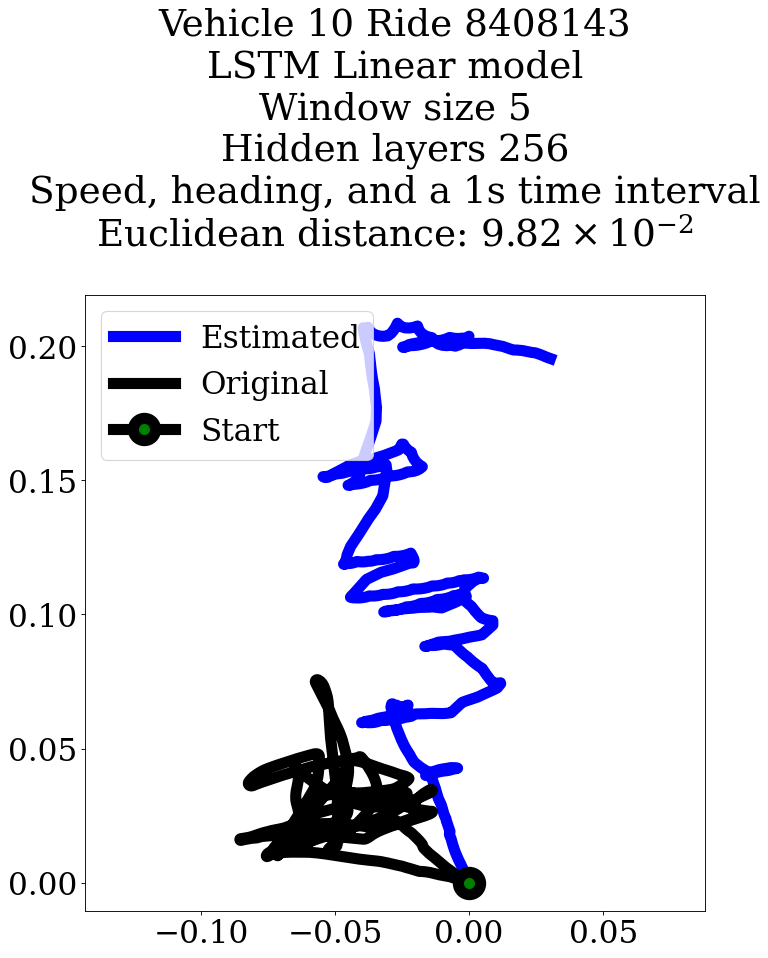 Vehicle 10 Ride 8408143
LSTM Linear model
Window size 5
Hidden layers 256
Speed, heading, and a 1s time interval
Euclidean distance: 9.82 × 10⁻²
Estimated
Original
Start
0.20
0.15
0.10
0.05
0.00
−0.10 −0.05 0.00 0.05